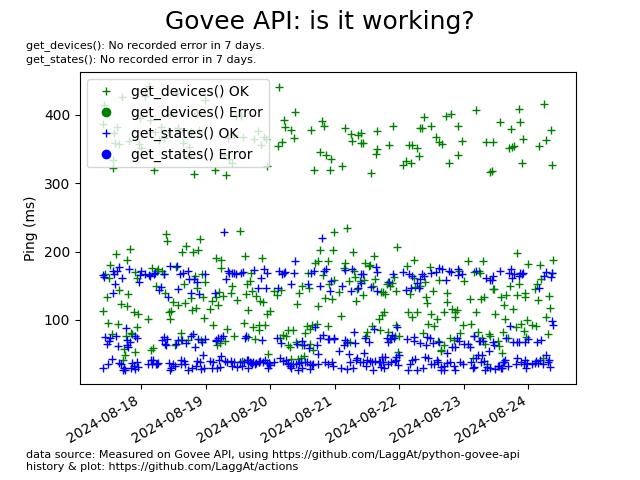 Govee API: is it working?
get_devices(): No recorded error in 7 days.
get_states(): No recorded error in 7 days.
get_devices() OK
get_devices() Error
get_states() OK
get_states() Error
400
300
200
100
Ping (ms)
2024-08-18
2024-08-19
2024-08-20
2024-08-21
2024-08-22
2024-08-23
2024-08-24
data source: Measured on Govee API, using https://github.com/LaggAt/python-govee-api
history & plot: https://github.com/LaggAt/actions